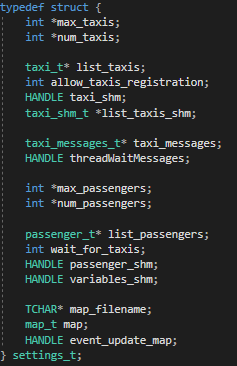 typedef struct {
int *max_taxis;
int *num_taxis;
taxi_t* list_taxis;
int allow_taxis_registration;
HANDLE taxi_shm;
taxi_shm_t *list_taxis_shm;
taxi_messages_t* taxi_messages;
HANDLE threadWaitMessages;
int *max_passengers;
int *num_passengers;
passenger_t* list_passengers;
int wait_for_taxis;
HANDLE passenger_shm;
HANDLE variables_shm;
TCHAR* map_filename;
map_t map;
HANDLE event_update_map;
} settings_t;